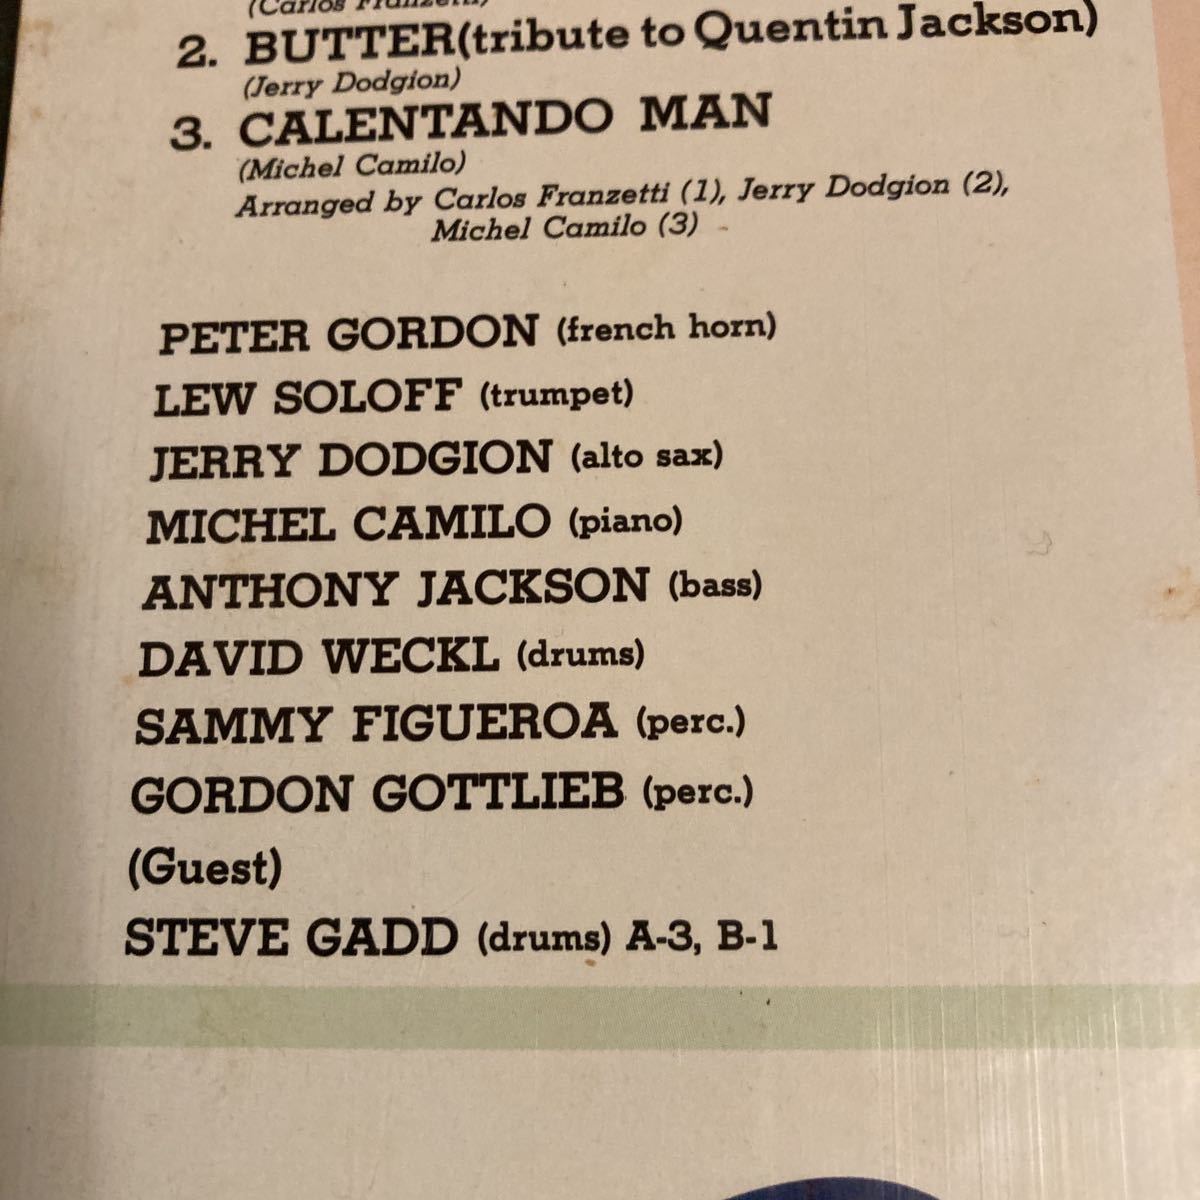 (Carlos Franzetti)
2. BUTTER(tribute to Quentin Jackson)
(Jerry Dodgion)
3. CALENTANDO MAN
(Michel Camilo)
Arranged by Carlos Franzetti (1), Jerry Dodgion (2),
Michel Camilo (3)
PETER GORDON (french horn)
LEW SOLOFF (trumpet)
JERRY DODGION (alto sax)
MICHEL CAMILO (piano)
ANTHONY JACKSON (bass)
DAVID WECKL (drums)
SAMMY FIGUEROA (perc.)
GORDON GOTTLIEB (perc.)
(Guest)
STEVE GADD (drums) A-3, B-1